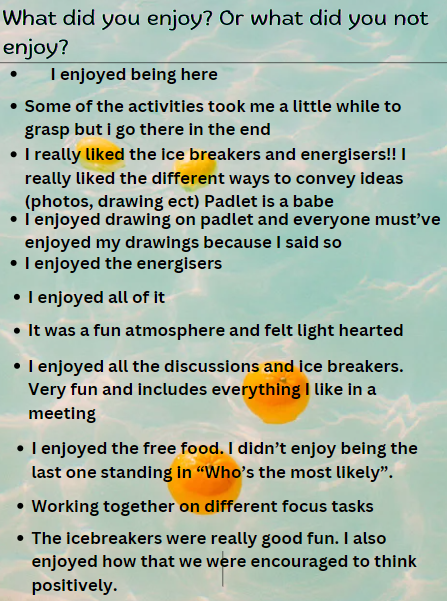 What did you enjoy? Or what did you not
enjoy?
• I enjoyed being here
• Some of the activities took me a little while to
grasp but i go there in the end
• I really liked the ice breakers and energisers!! I
really liked the different ways to convey ideas
(photos, drawing ect) Padlet is a babe
• I enjoyed drawing on padlet and everyone must've
enjoyed my drawings because I said so
• I enjoyed the energisers
• I enjoyed all of it
• It was a fun atmosphere and felt light hearted
• I enjoyed all the discussions and ice breakers.
Very fun and includes everything I like in a
meeting
• I enjoyed the free food. I didn't enjoy being the
last one standing in “Who's the most likely”.
• Working together on different focus tasks
• The icebreakers were really good fun. I also
enjoyed how that we were encouraged to think
positively.